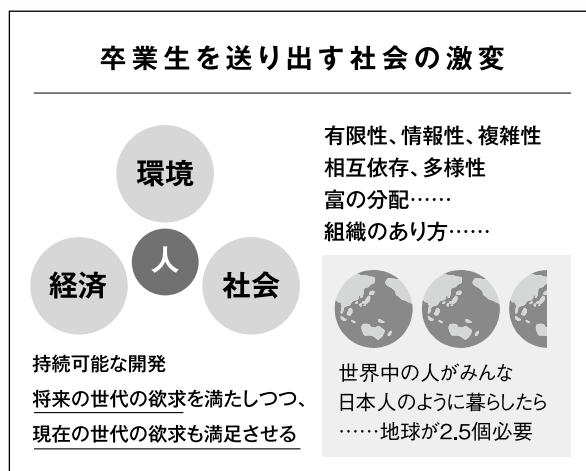 卒業生を送り出す社会の激変
環境
人
経済
社会
持続可能な開発
将来の世代の欲求を満たしつつ、
現在の世代の欲求も満足させる
有限性、情報性、複雑性
相互依存、多様性
富の分配……
組織のあり方……
世界中の人がみんな
日本人のように暮らしたら
……地球が2.5個必要